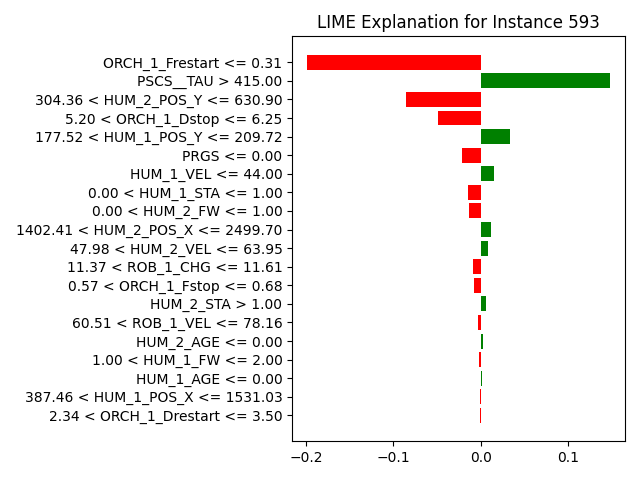 LIME Explanation for Instance 593
ORCH_1_Frestart <= 0.31
PSCS__TAU > 415.00
304.36 < HUM_2_POS_Y <= 630.90
5.20 < ORCH_1_Dstop <= 6.25
177.52 < HUM_1_POS_Y <= 209.72
PRGS <= 0.00
HUM_1_VEL <= 44.00
0.00 < HUM_1_STA <= 1.00
0.00 < HUM_2_FW <= 1.00
1402.41 < HUM_2_POS_X <= 2499.70
47.98 < HUM_2_VEL <= 63.95
11.37 < ROB_1_CHG <= 11.61
0.57 < ORCH_1_Fstop <= 0.68
HUM_2_STA > 1.00
60.51 < ROB_1_VEL <= 78.16
HUM_2_AGE <= 0.00
1.00 < HUM_1_FW <= 2.00
HUM_1_AGE <= 0.00
387.46 < HUM_1_POS_X <= 1531.03
2.34 < ORCH_1_Drestart <= 3.50
−0.2 −0.1 0.0 0.1